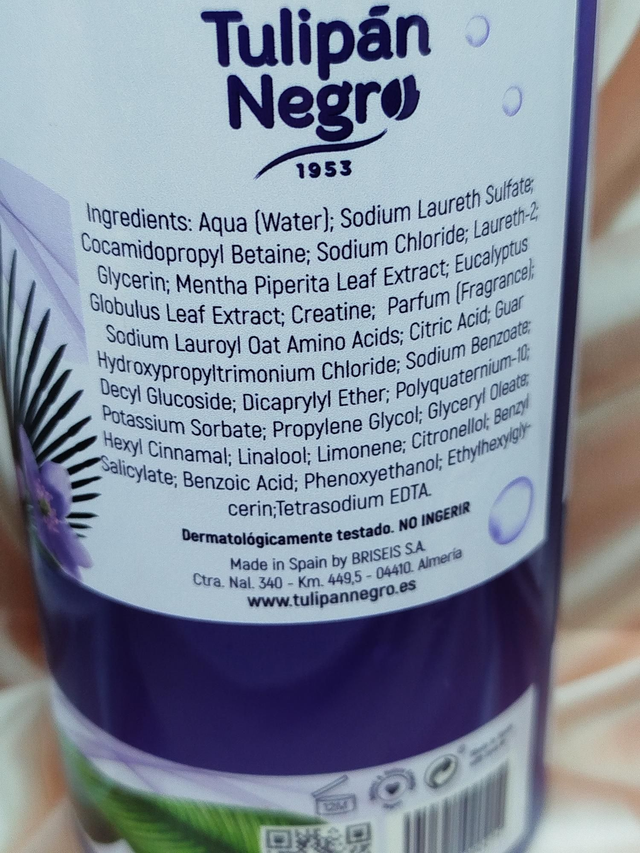 Tulipán
Negro
1953
Ingredients: Aqua (Water); Sodium Laureth Sulfate;
Cocamidopropyl Betaine; Sodium Chloride; Laureth-2;
Glycerin; Mentha Piperita Leaf Extract; Eucalyptus
Globulus Leaf Extract; Creatine; Parfum (Fragrance);
Sodium Lauroyl Oat Amino Acids; Citric Acid; Guar
Hydroxypropyltrimonium Chloride; Sodium Benzoate;
Decyl Glucoside; Dicaprylyl Ether; Polyquaternium-10;
Potassium Sorbate; Propylene Glycol; Glyceryl Oleate;
Hexyl Cinnamal; Linalool; Limonene; Citronellol; Benzyl
Salicylate; Benzoic Acid; Phenoxyethanol; Ethylhexylgly-
cerin;Tetrasodium EDTA.
Dermatológicamente testado. NO INGERIR
Made in Spain by BRISEIS S.A.
Ctra. Nal. 340 - Km. 449,5 - 04410. Almería
www.tulipannegro.es
12M